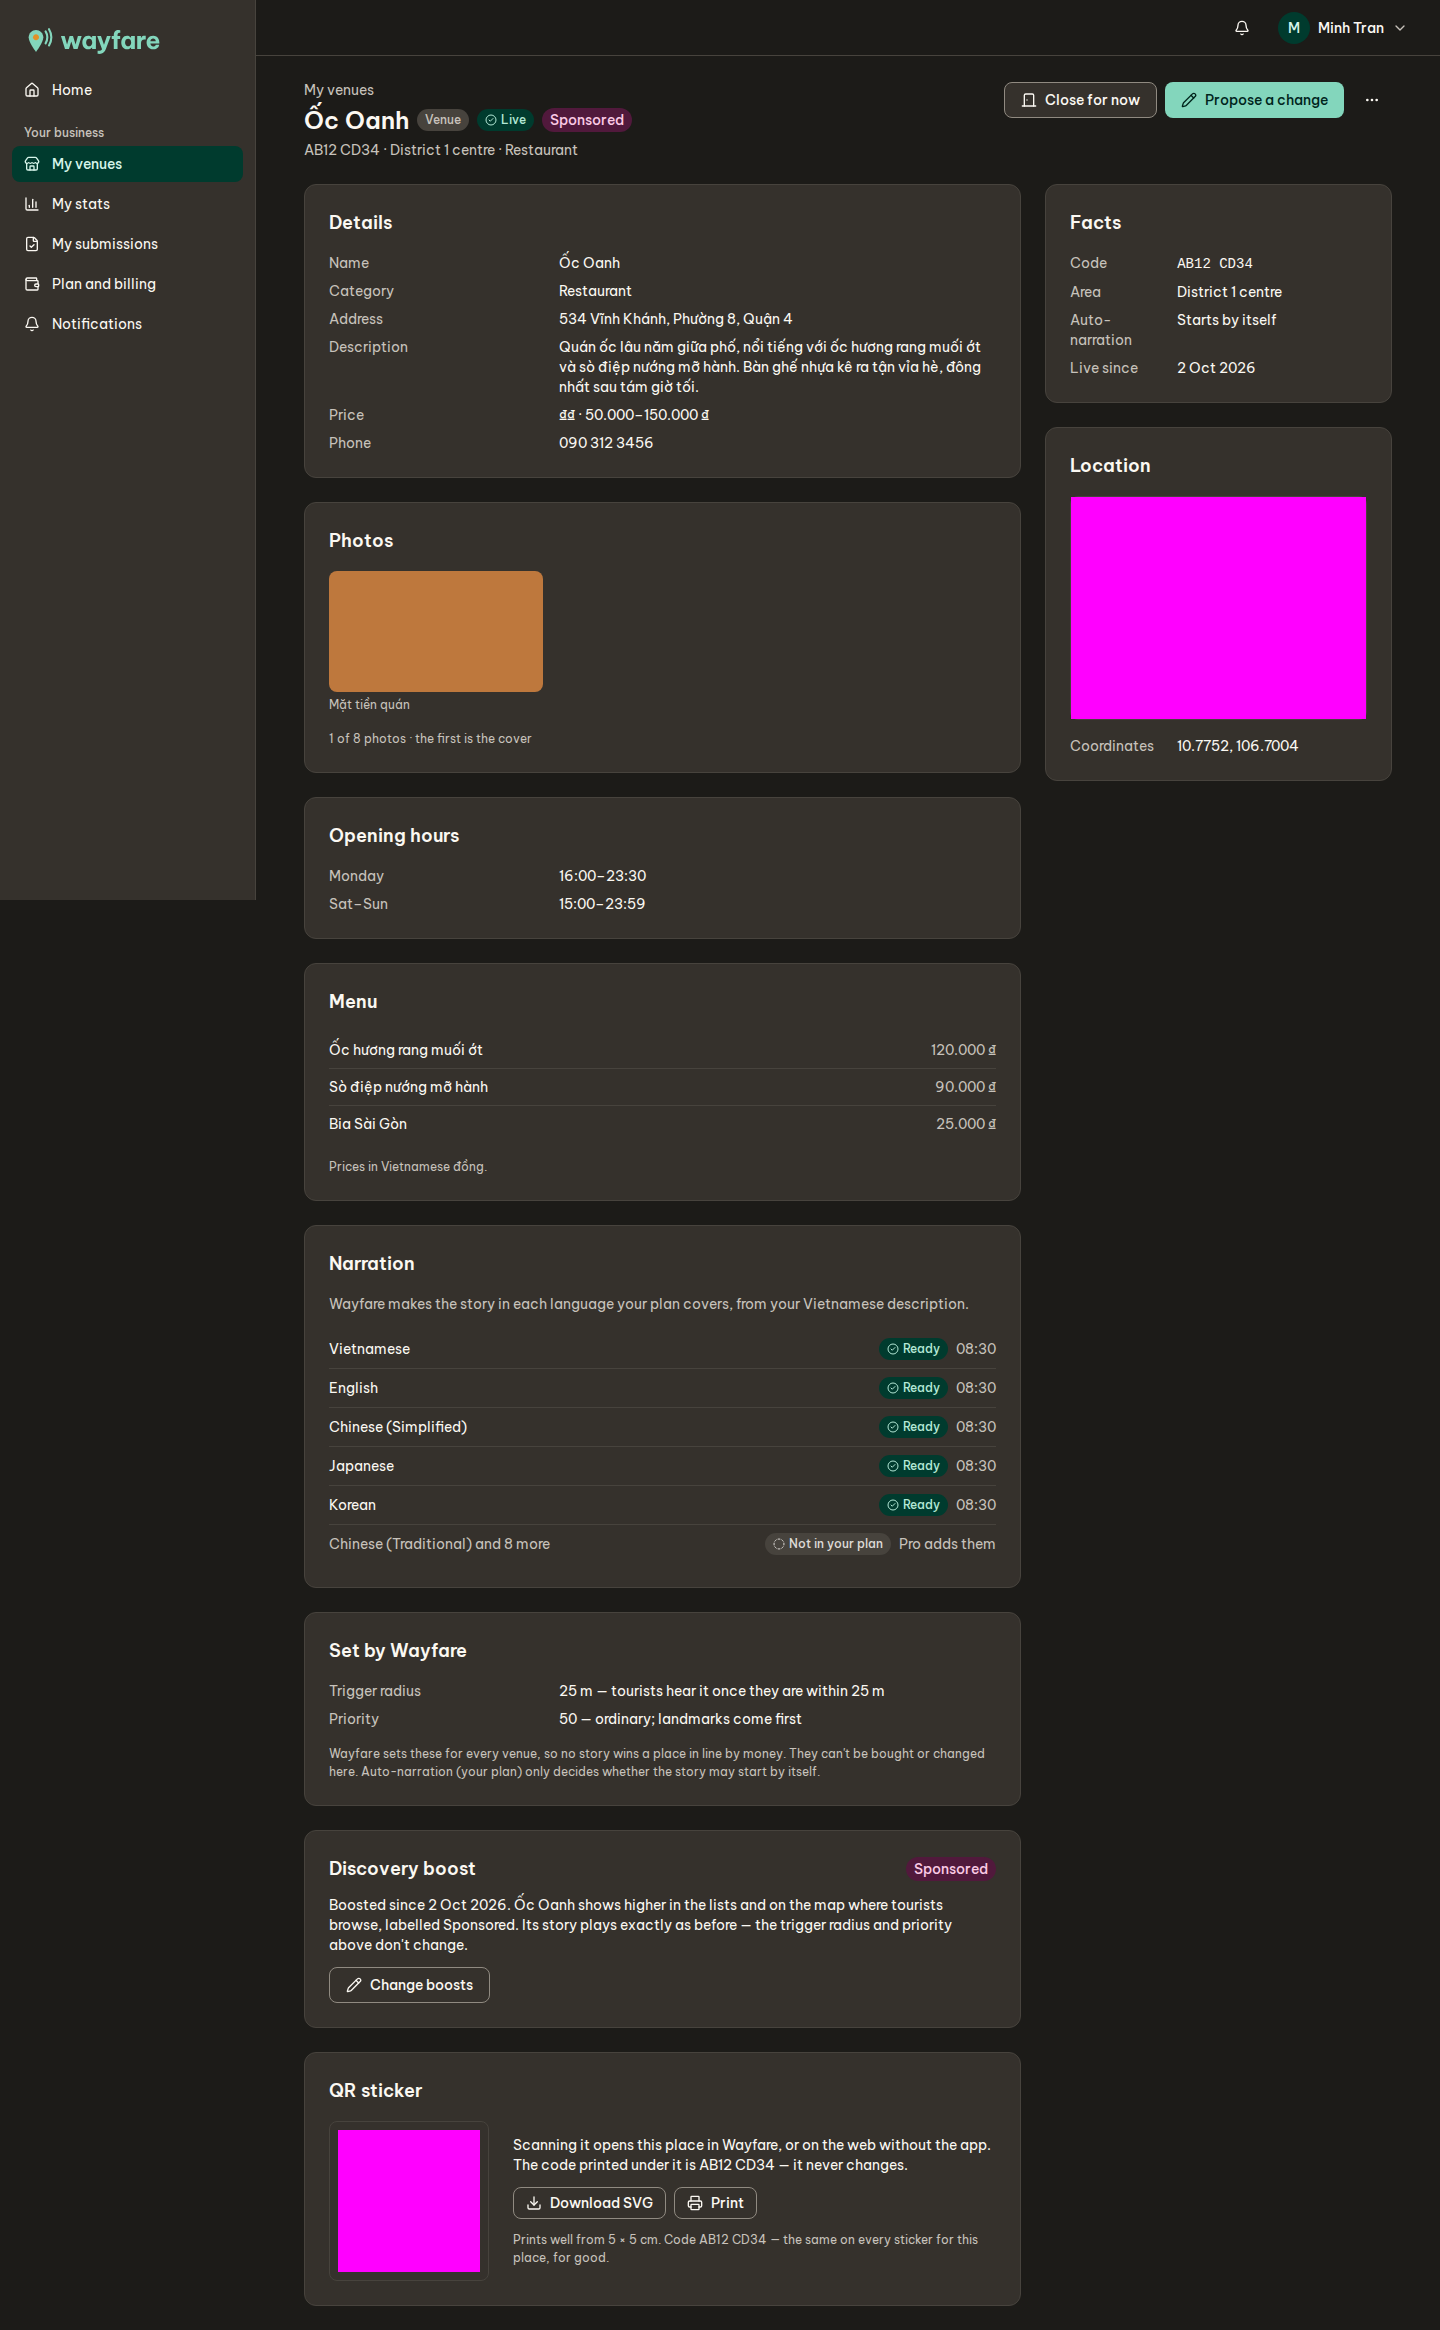 wayfare
Minh Tran
M
Home
Your business
My venues
My stats
My submissions
Plan and billing
Notifications
My venues
Ốc Oanh Venue Live Sponsored
AB12 CD34 · District 1 centre · Restaurant
Close for now
Propose a change
Details
Name Ốc Oanh
Category Restaurant
Address 534 Vĩnh Khánh, Phường 8, Quận 4
Description Quán ốc lâu năm giữa phố, nổi tiếng với ốc hương rang muối ớt
và sò điệp nướng mỡ hành. Bàn ghế nhựa kê ra tận vỉa hè, đông
nhất sau tám giờ tối.
Price ₫₫ · 50.000–150.000 ₫
Phone 090 312 3456
Facts
Code AB12 CD34
Area District 1 centre
Auto-
narration Starts by itself
Live since 2 Oct 2026
Location
Coordinates 10.7752, 106.7004
Photos
Mặt tiền quán
1 of 8 photos · the first is the cover
Opening hours
Monday 16:00–23:30
Sat–Sun 15:00–23:59
Menu
Ốc hương rang muối ớt 120.000 ₫
Sò điệp nướng mỡ hành 90.000 ₫
Bia Sài Gòn 25.000 ₫
Prices in Vietnamese đồng.
Narration
Wayfare makes the story in each language your plan covers, from your Vietnamese description.
Vietnamese Ready 08:30
English Ready 08:30
Chinese (Simplified) Ready 08:30
Japanese Ready 08:30
Korean Ready 08:30
Chinese (Traditional) and 8 more Not in your plan Pro adds them
Set by Wayfare
Trigger radius 25 m — tourists hear it once they are within 25 m
Priority 50 — ordinary; landmarks come first
Wayfare sets these for every venue, so no story wins a place in line by money. They can't be bought or changed
here. Auto-narration (your plan) only decides whether the story may start by itself.
Discovery boost Sponsored
Boosted since 2 Oct 2026. Ốc Oanh shows higher in the lists and on the map where tourists
browse, labelled Sponsored. Its story plays exactly as before — the trigger radius and priority
above don't change.
Change boosts
QR sticker
Scanning it opens this place in Wayfare, or on the web without the app.
The code printed under it is AB12 CD34 — it never changes.
Download SVG Print
Prints well from 5 × 5 cm. Code AB12 CD34 — the same on every sticker for this
place, for good.